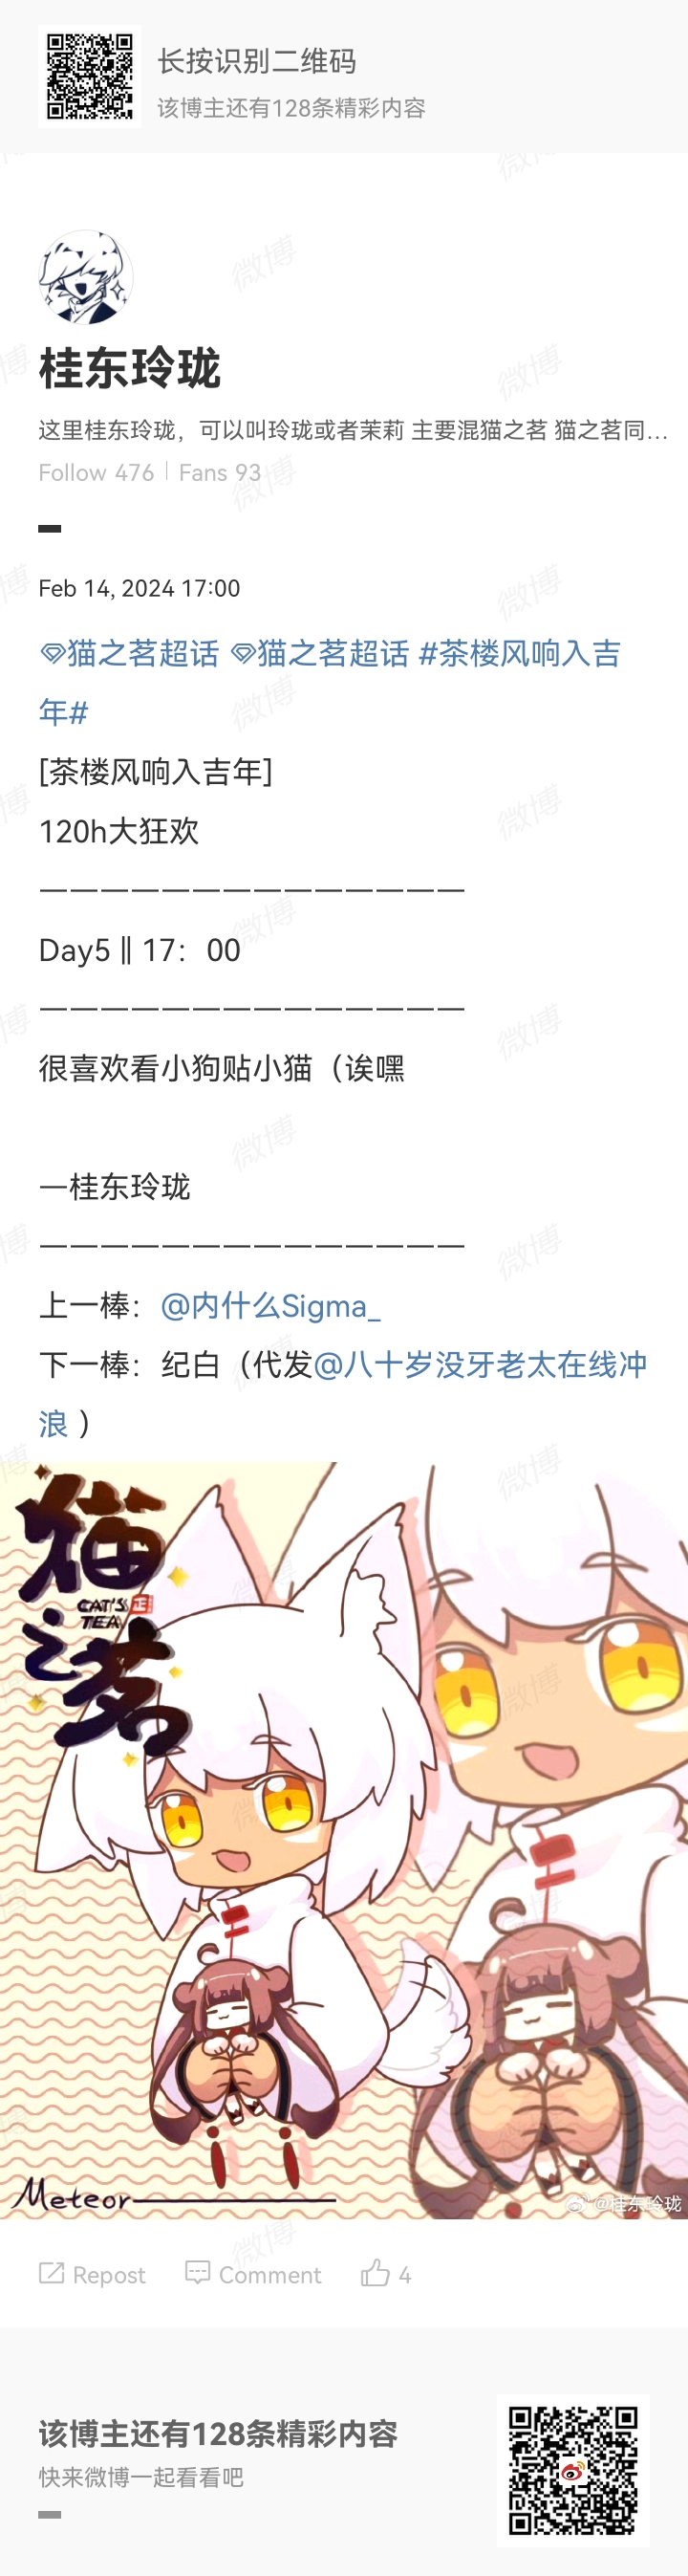 长按识别二维码
该博主还有128条精彩内容
桂东玲珑
这里桂东玲珑，可以叫玲珑或者茉莉 主要混猫之茗 猫之茗同...
Follow 476 | Fans 93
Feb 14, 2024 17:00
猫之茗超话 猫之茗超话 #茶楼风响入吉
年#
[茶楼风响入吉年]
120h大狂欢
——————————————
Day5 || 17：00
——————————————
很喜欢看小狗贴小猫（诶嘿
—桂东玲珑
——————————————
上一棒：@内什么Sigma_
下一棒：纪白（代发@八十岁没牙老太在线冲
浪 ）
猫之茗
CAT'S
TEA
正
Meteor
@桂东玲珑
Repost Comment 4
该博主还有128条精彩内容
快来微博一起看看吧
微博